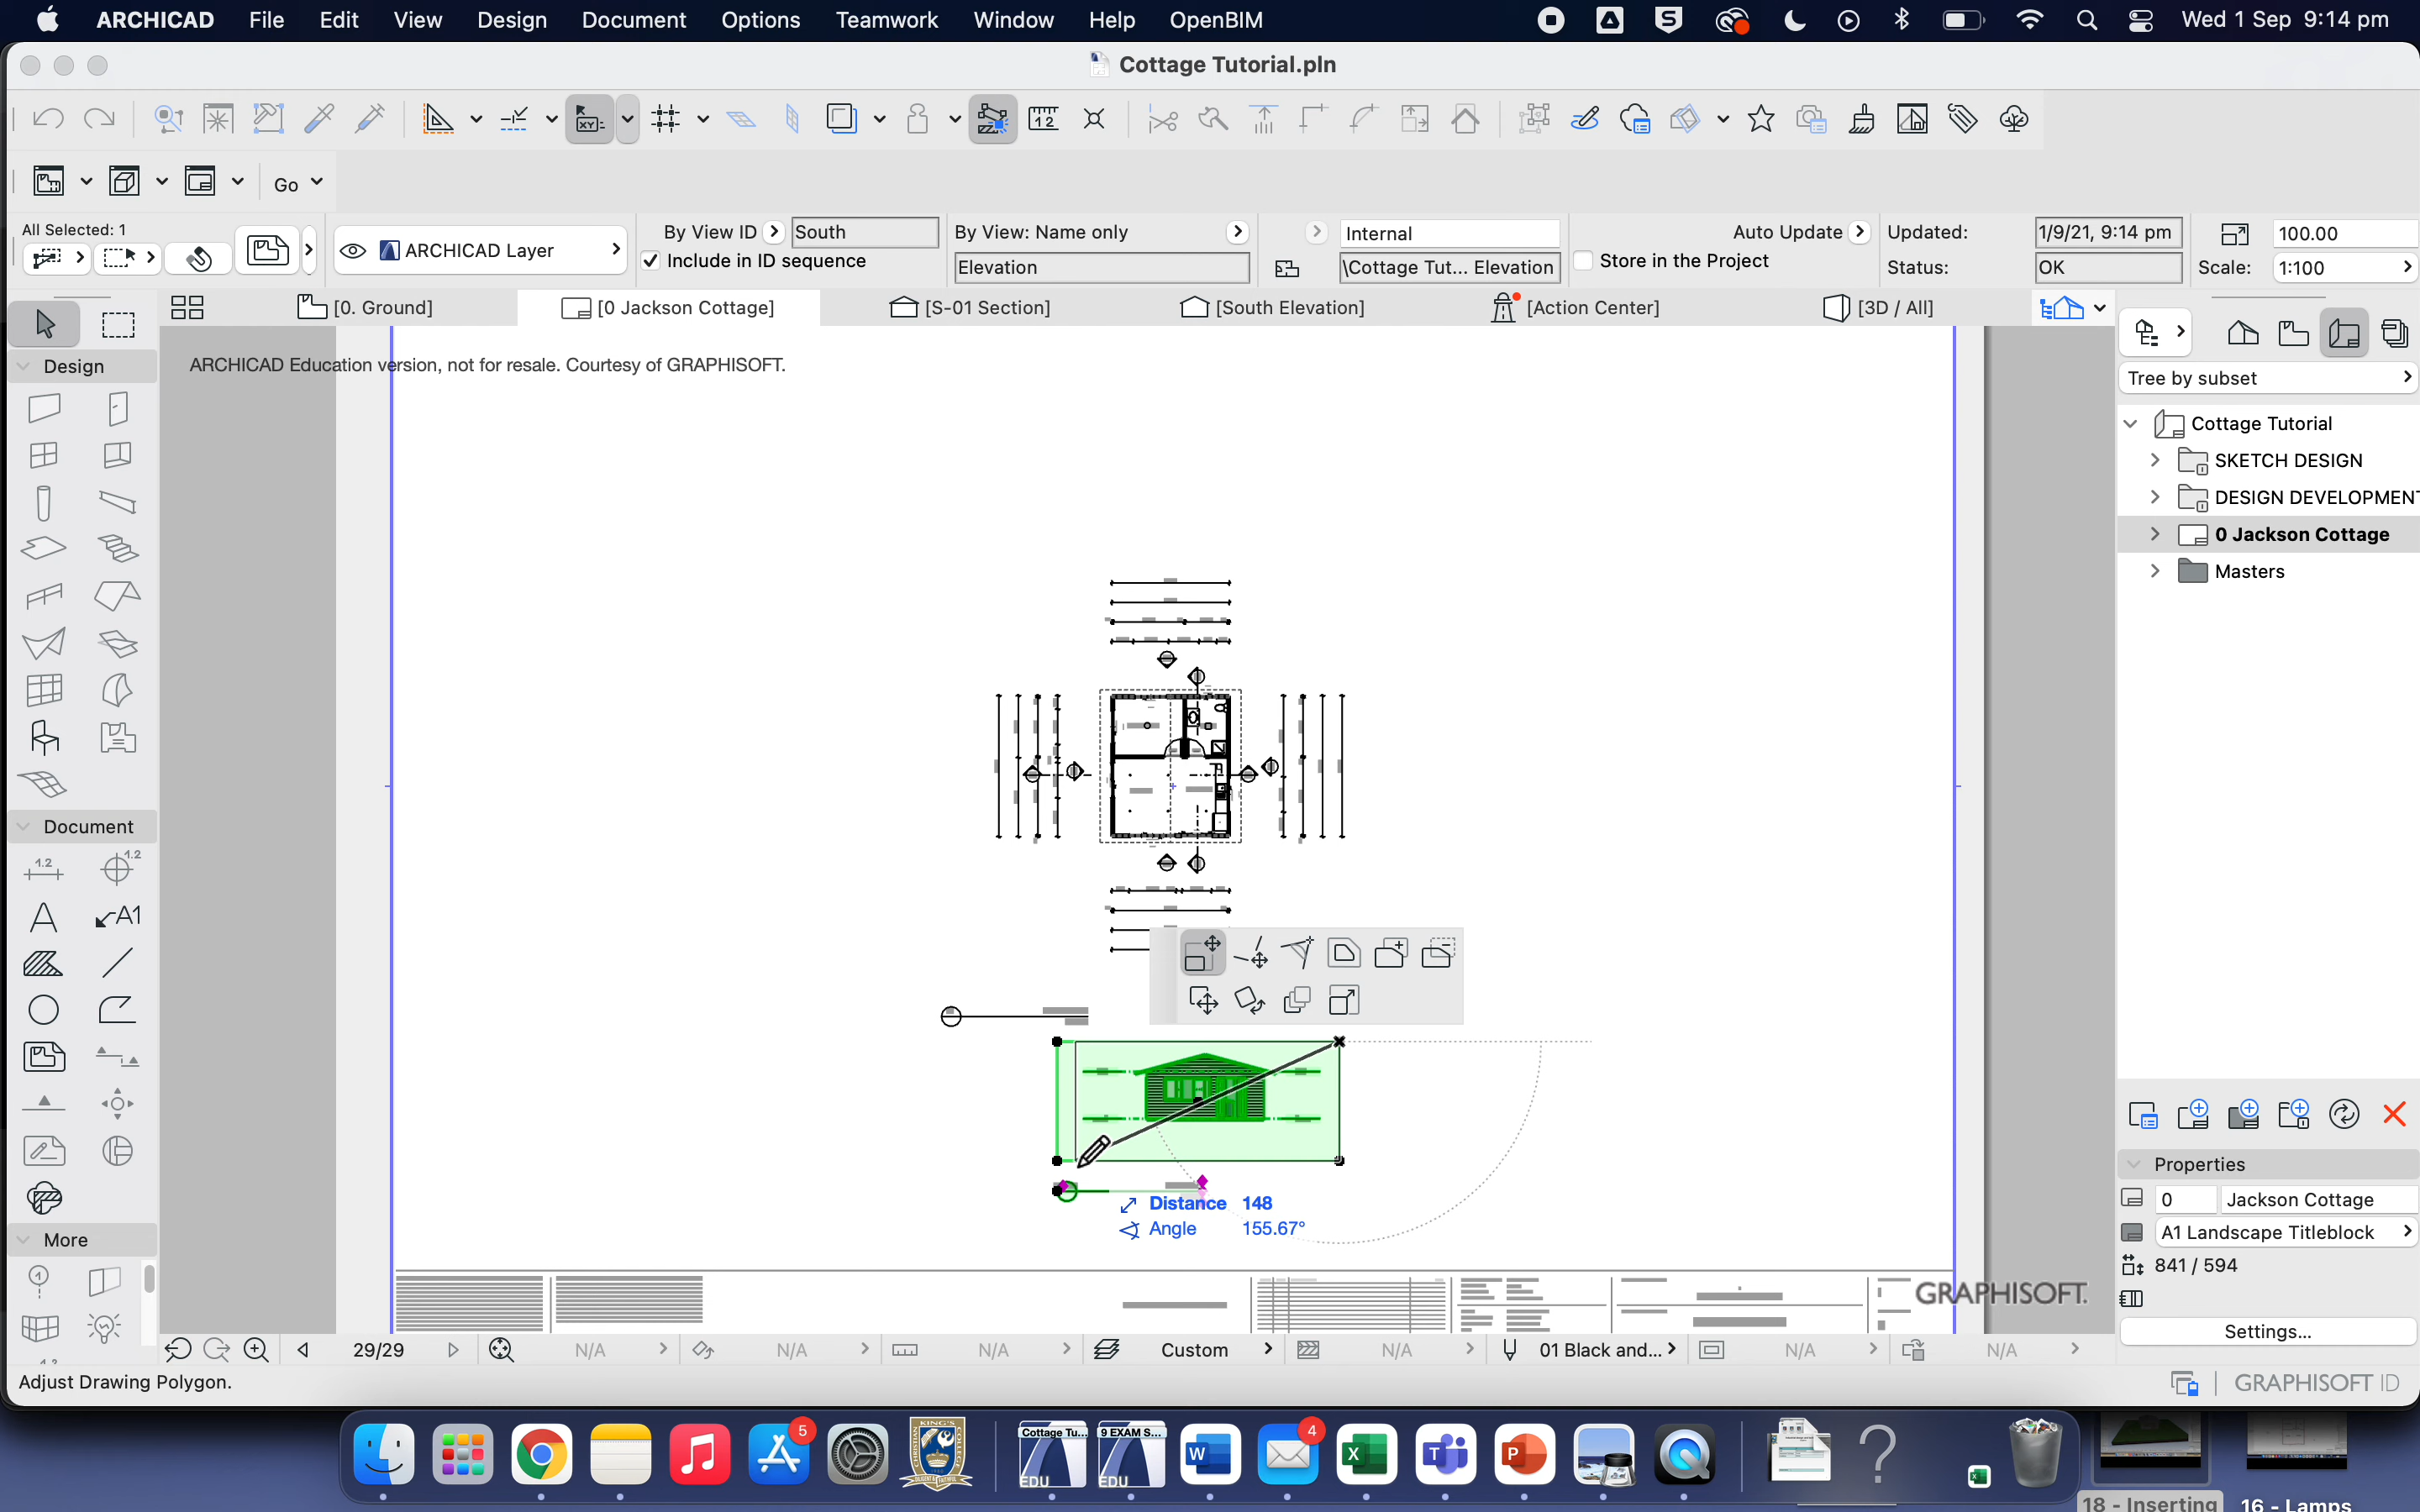 ARCHICAD File Edit View Design Document Options Teamwork Window Help OpenBIM Wed 1 Sep 9:14 pm
Cottage Tutorial.pln
Go
All Selected: 1
ARCHICAD Layer
By View ID South
Include in ID sequence
By View: Name only
Elevation
Internal
\Cottage Tut... Elevation
Auto Update
Store in the Project
Updated: 1/9/21, 9:14 pm
Status: OK
100.00
Scale: 1:100
[0. Ground] [0 Jackson Cottage] [S-01 Section] [South Elevation] [Action Center] [3D / All]
Design
ARCHICAD Education version, not for resale. Courtesy of GRAPHISOFT.
Tree by subset
Cottage Tutorial
SKETCH DESIGN
DESIGN DEVELOPMENT
0 Jackson Cottage
Masters
Document
More
Distance 148
Angle 155.67°
Properties
0 Jackson Cottage
A1 Landscape Titleblock
841 / 594
Settings...
GRAPHISOFT.
29/29 N/A N/A N/A Custom N/A 01 Black and... N/A N/A
Adjust Drawing Polygon.
GRAPHISOFT ID
5
Cottage Tu...
EDU
9 EXAM S...
EDU
4
18 - Inserting
16 - Lamps